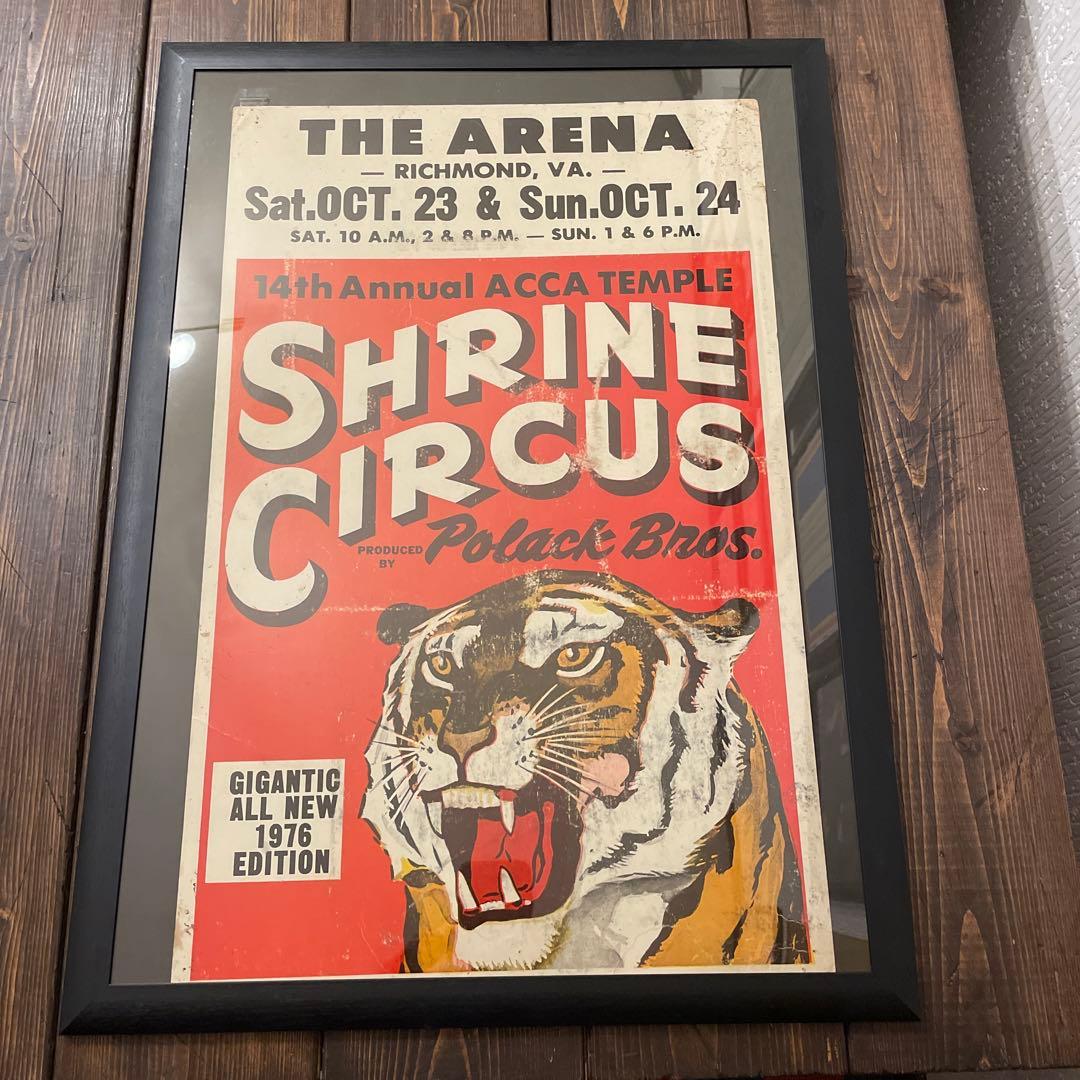 THE ARENA
— RICHMOND, VA. —
Sat.OCT. 23 & Sun.OCT. 24
SAT. 10 A.M., 2 & 8 P.M. — SUN. 1 & 6 P.M.
14th Annual ACCA TEMPLE
SHRINE
CIRCUS
PRODUCED
BY
Polack Bros.
GIGANTIC
ALL NEW
1976
EDITION